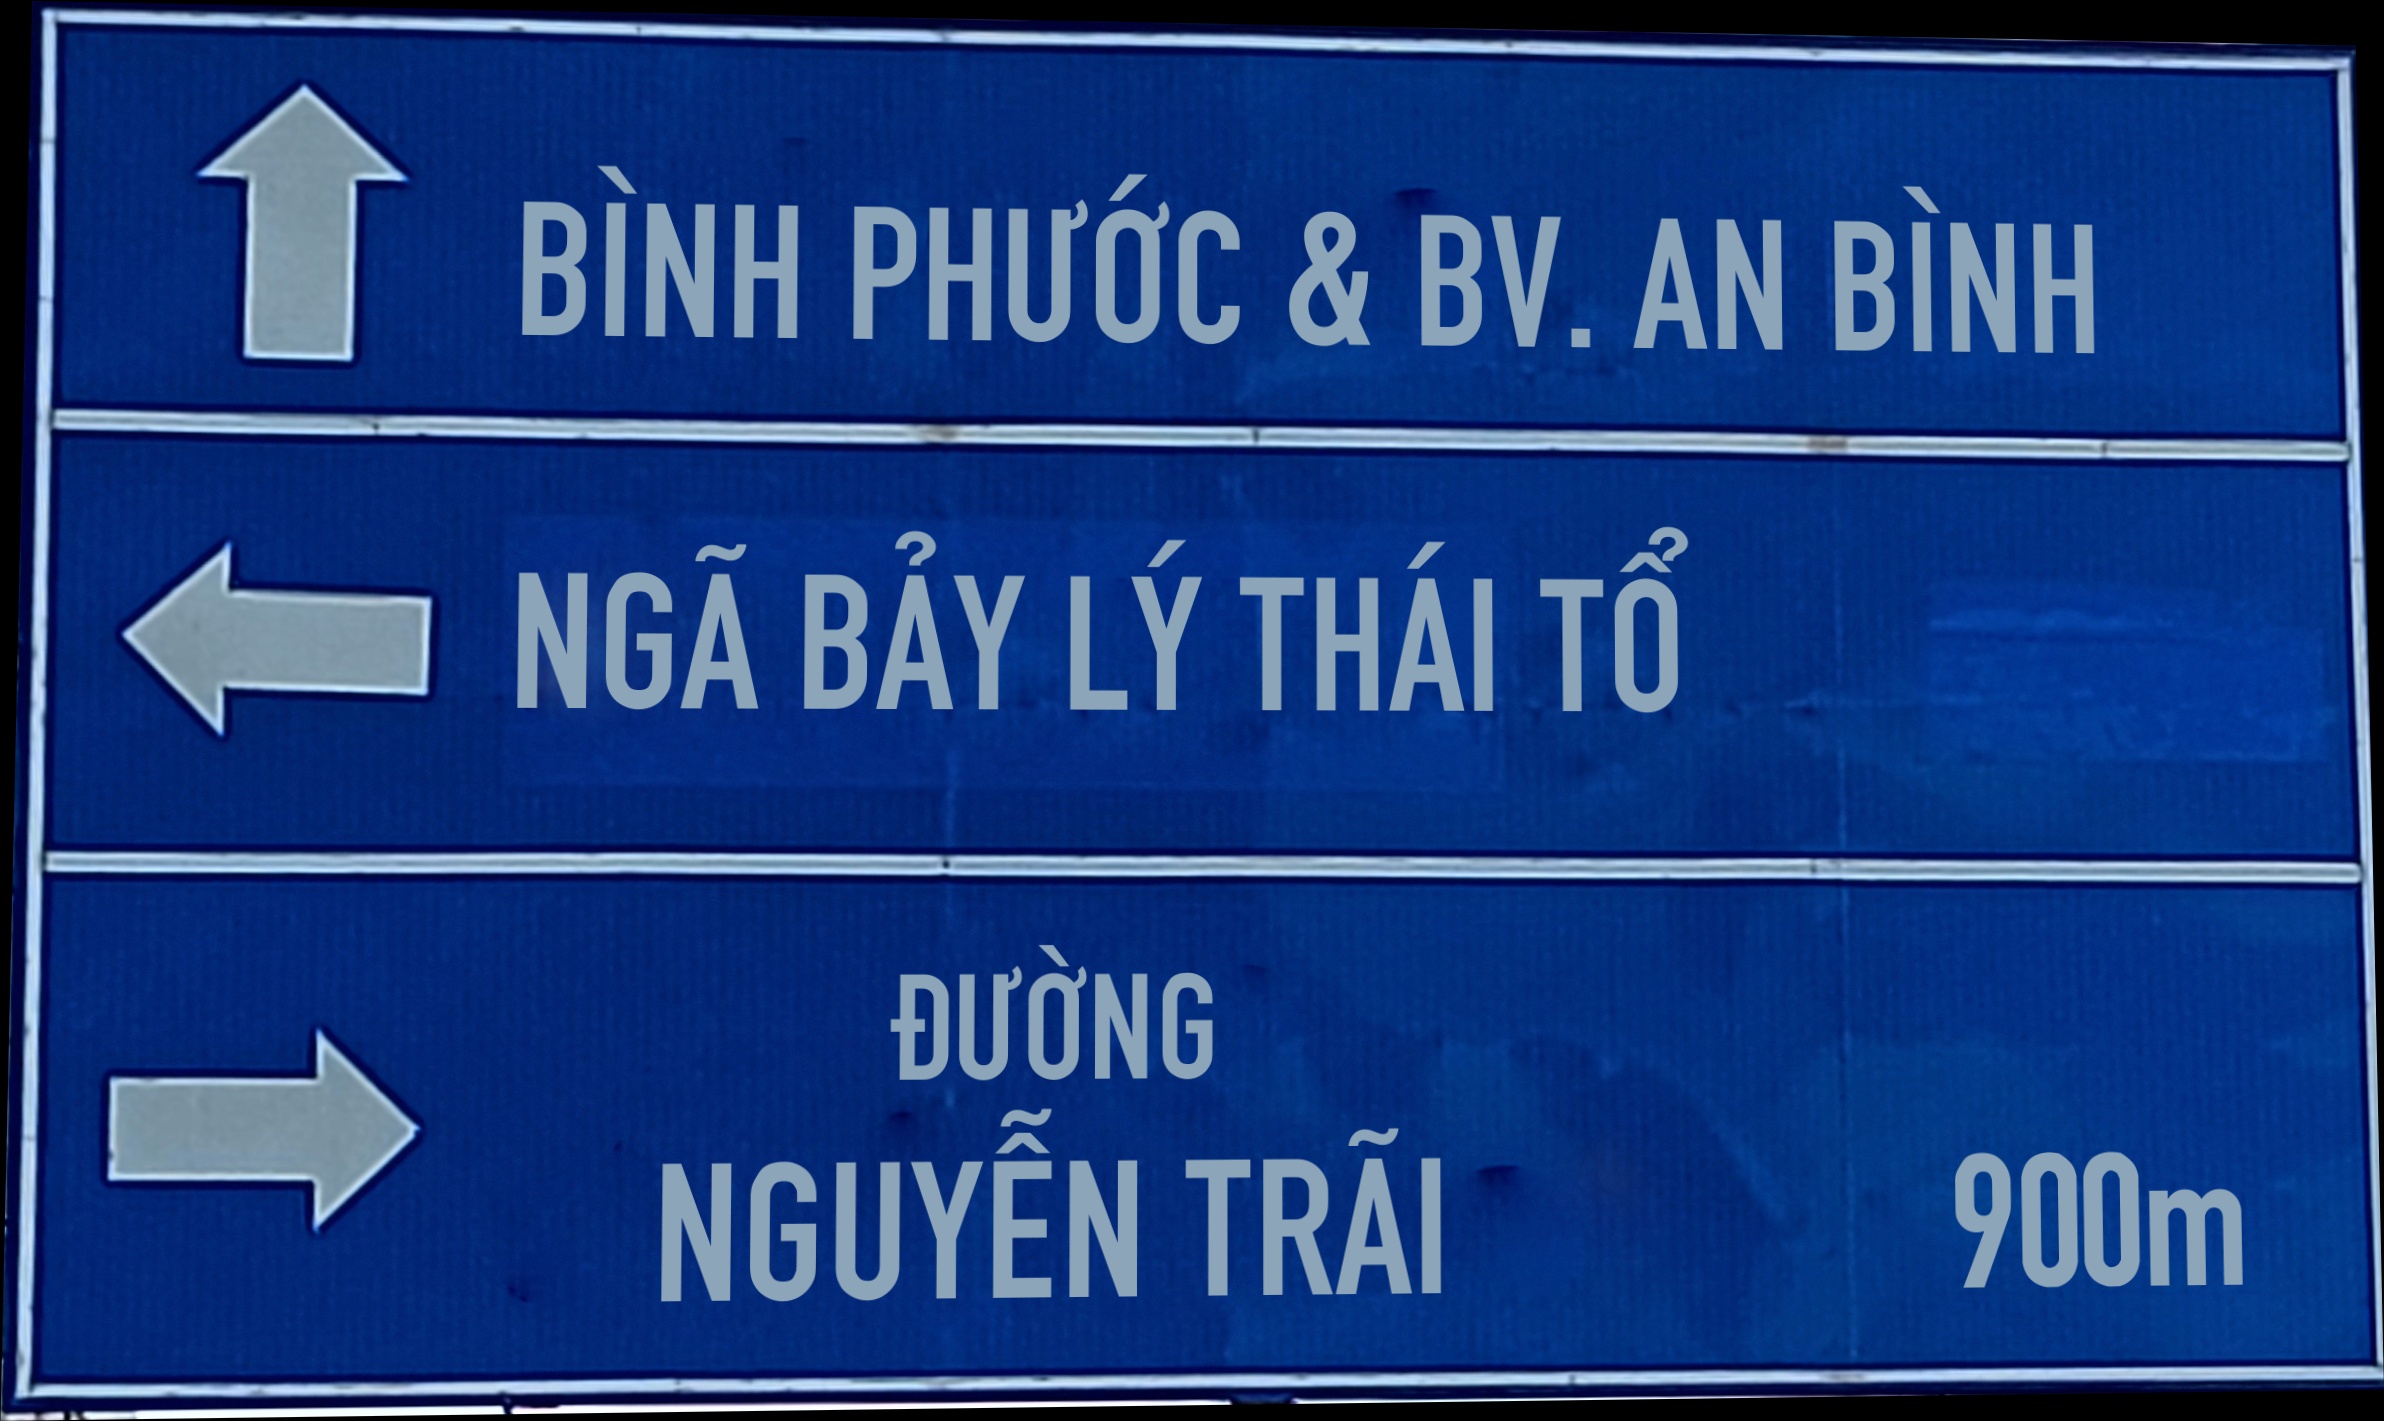 BÌNH PHƯỚC & BV. AN BÌNH
NGÃ BẢY LÝ THÁI TỔ
ĐƯỜNG
NGUYỄN TRÃI 900m